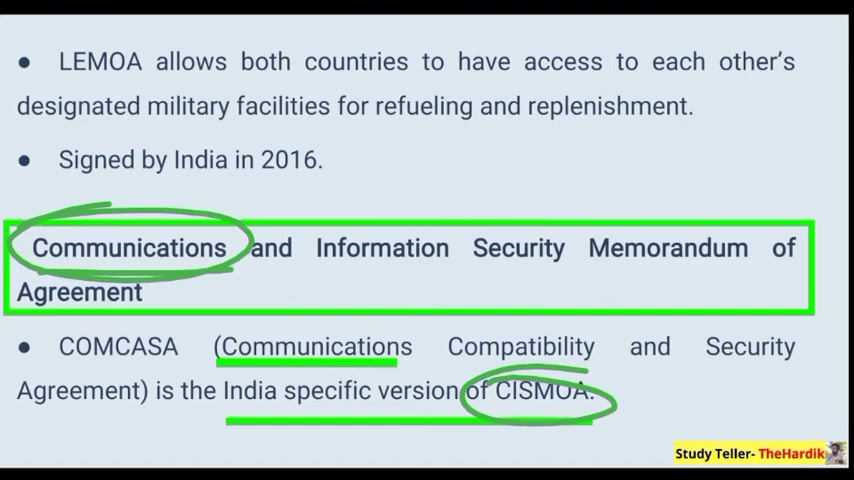 ● LEMOA allows both countries to have access to each other’s
designated military facilities for refueling and replenishment.
● Signed by India in 2016.
Communications and Information Security Memorandum of
Agreement
● COMCASA (Communications Compatibility and Security
Agreement) is the India specific version of CISMOA.
Study Teller- TheHardik